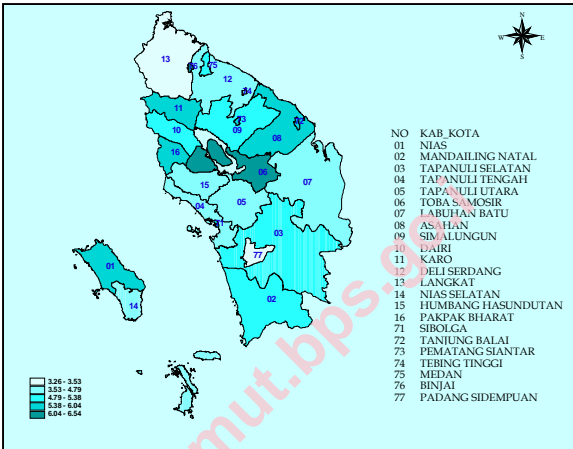 N
W E
S
13
76
75
12
74
11
73
10
09
72
08
16
06
07
15
04
05
71
03
77
01
14
02
NO KAB_KOTA
01 NIAS
02 MANDAILING NATAL
03 TAPANULI SELATAN
04 TAPANULI TENGAH
05 TAPANULI UTARA
06 TOBA SAMOSIR
07 LABUHAN BATU
08 ASAHAN
09 SIMALUNGUN
10 DAIRI
11 KARO
12 DELI SERDANG
13 LANGKAT
14 NIAS SELATAN
15 HUMBANG HASUNDUTAN
16 PAKPAK BHARAT
71 SIBOLGA
72 TANJUNG BALAI
73 PEMATANG SIANTAR
74 TEBING TINGGI
75 MEDAN
76 BINJAI
77 PADANG SIDEMPUAN
3.26 - 3.53
3.53 - 4.79
4.79 - 5.38
5.38 - 6.04
6.04 - 6.54
mut.bps.go